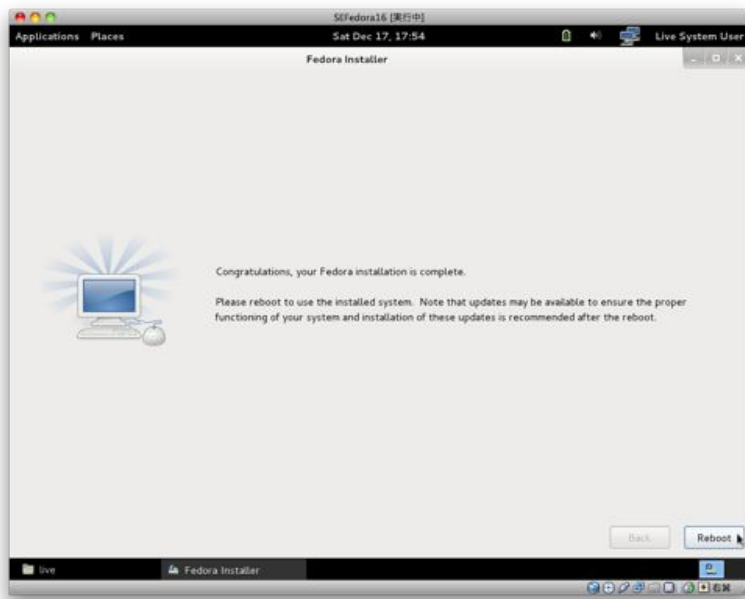 SEFedora16 [実行中]
Applications Places Sat Dec 17, 17:54 Live System User
Fedora Installer
Congratulations, your Fedora installation is complete.
Please reboot to use the installed system. Note that updates may be available to ensure the proper
functioning of your system and installation of these updates is recommended after the reboot.
Back Reboot
live Fedora Installer
右⌘